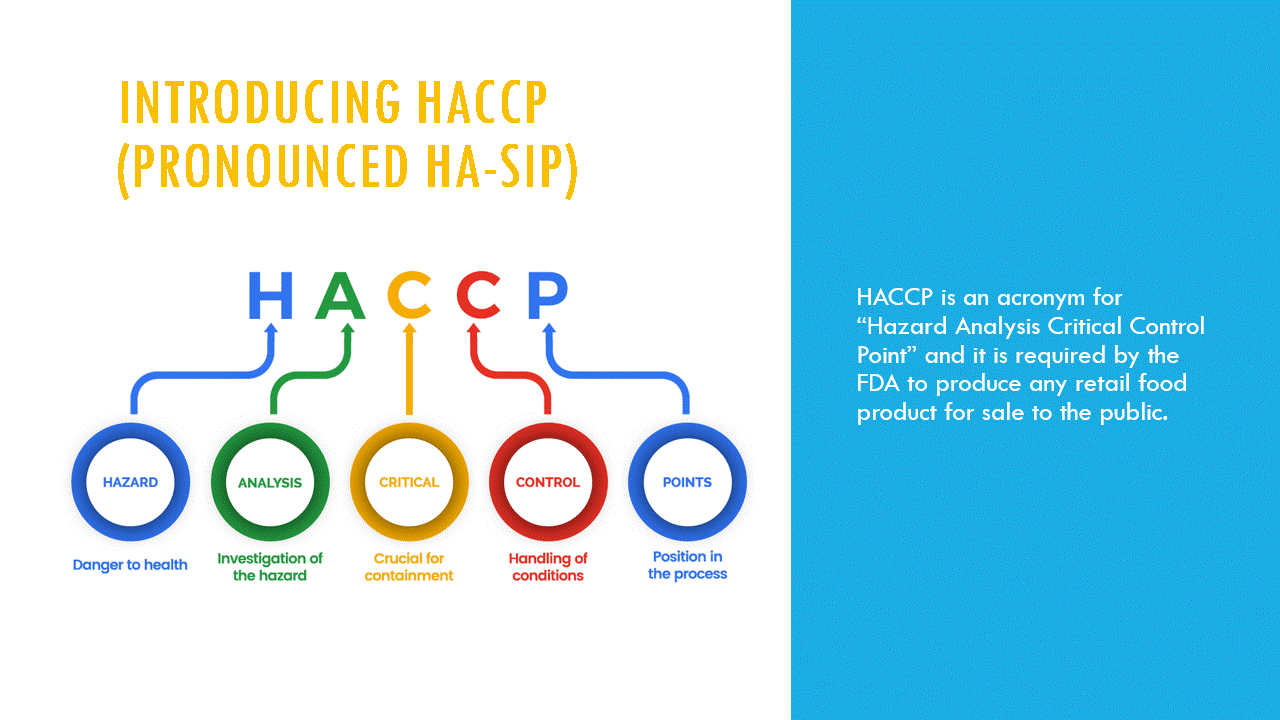 INTRODUCING HACCP
(PRONOUNCED HA-SIP)
HACCP
HAZARD
ANALYSIS
CRITICAL
CONTROL
POINTS
Danger to health
Investigation of
the hazard
Crucial for
containment
Handling of
conditions
Position in
the process
HACCP is an acronym for
“Hazard Analysis Critical Control
Point” and it is required by the
FDA to produce any retail food
product for sale to the public.